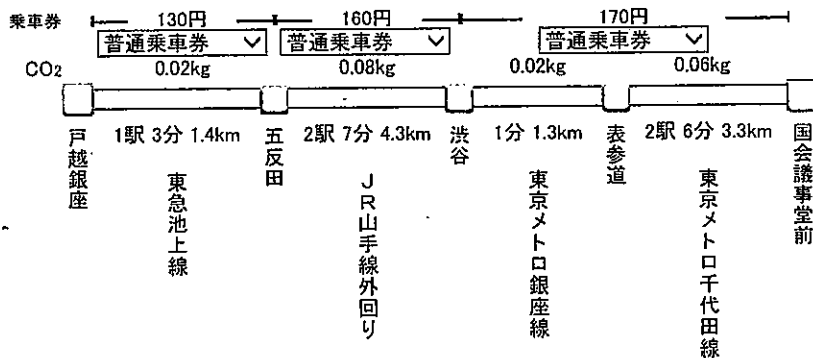 乗車券 130円 160円 170円
普通乗車券 普通乗車券 普通乗車券
CO₂ 0.02kg 0.08kg 0.02kg 0.06kg
1駅 3分 1.4km 2駅 7分 4.3km 1分 1.3km 2駅 6分 3.3km
戸越銀座
東急池上線
五反田
JR山手線外回り
渋谷
東京メトロ銀座線
表参道
東京メトロ千代田線
国会議事堂前